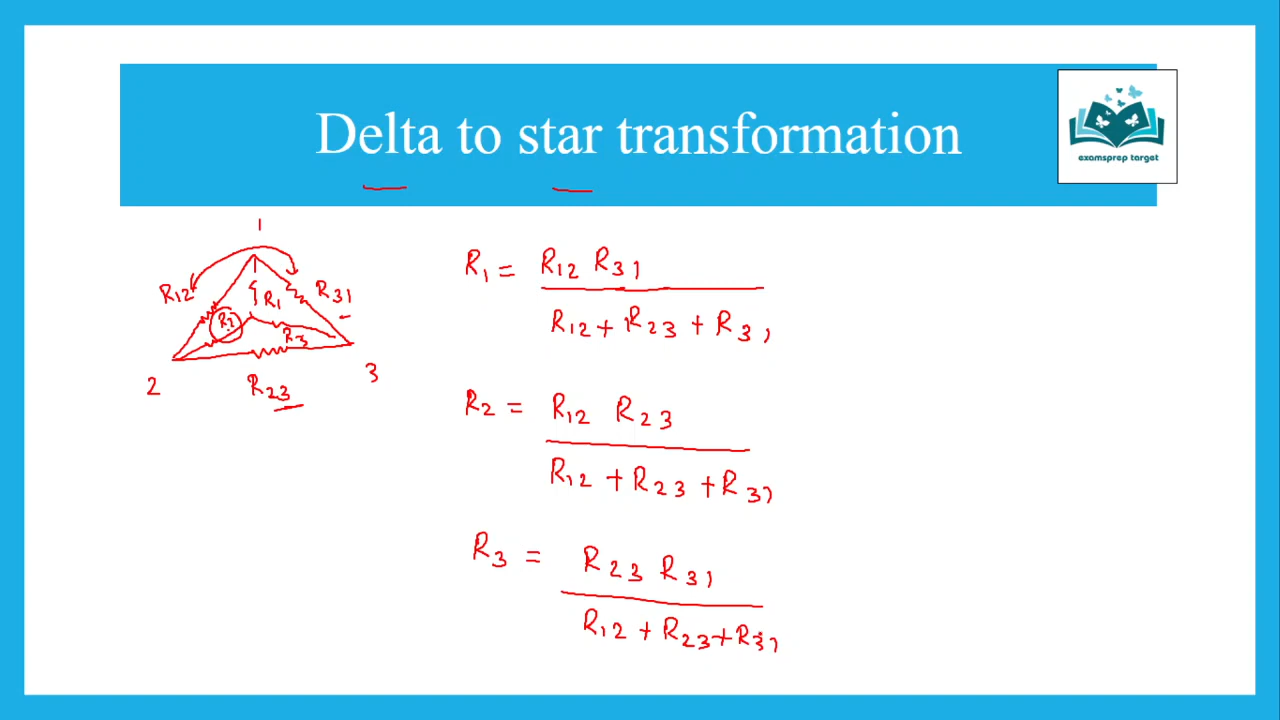 Delta to star transformation
examsprep target
1
R12
R31
R1
R2
R3
2
R23
3
R1 = R12 R31
R12 + R23 + R31
R2 = R12 R23
R12 + R23 + R31
R3 = R23 R31
R12 + R23 + R31